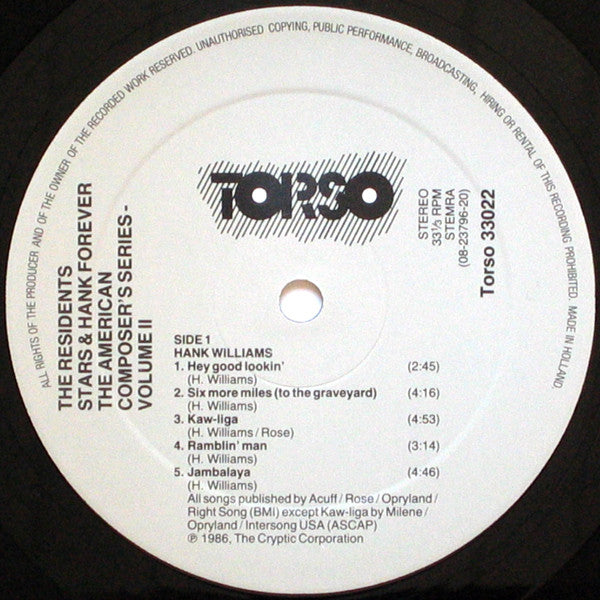 ALL RIGHTS OF THE PRODUCER AND OF THE OWNER OF THE RECORDED WORK RESERVED. UNAUTHORISED COPYING, PUBLIC PERFORMANCE, BROADCASTING, HIRING OR RENTAL OF THIS RECORDING PROHIBITED. MADE IN HOLLAND.
THE RESIDENTS
STARS & HANK FOREVER
THE AMERICAN
COMPOSER'S SERIES -
VOLUME II
TORSO
STEREO
33⅓ RPM
STEMRA
(08-23796-20)
Torso 33022
SIDE 1
HANK WILLIAMS
1. Hey good lookin' (2:45)
(H. Williams)
2. Six more miles (to the graveyard) (4:16)
(H. Williams)
3. Kaw-liga (4:53)
(H. Williams / Rose)
4. Ramblin' man (3:14)
(H. Williams)
5. Jambalaya (4:46)
(H. Williams)
All songs published by Acuff / Rose / Opryland /
Right Song (BMi) except Kaw-liga by Milene /
Opryland / Intersong USA (ASCAP)
℗ 1986, The Cryptic Corporation